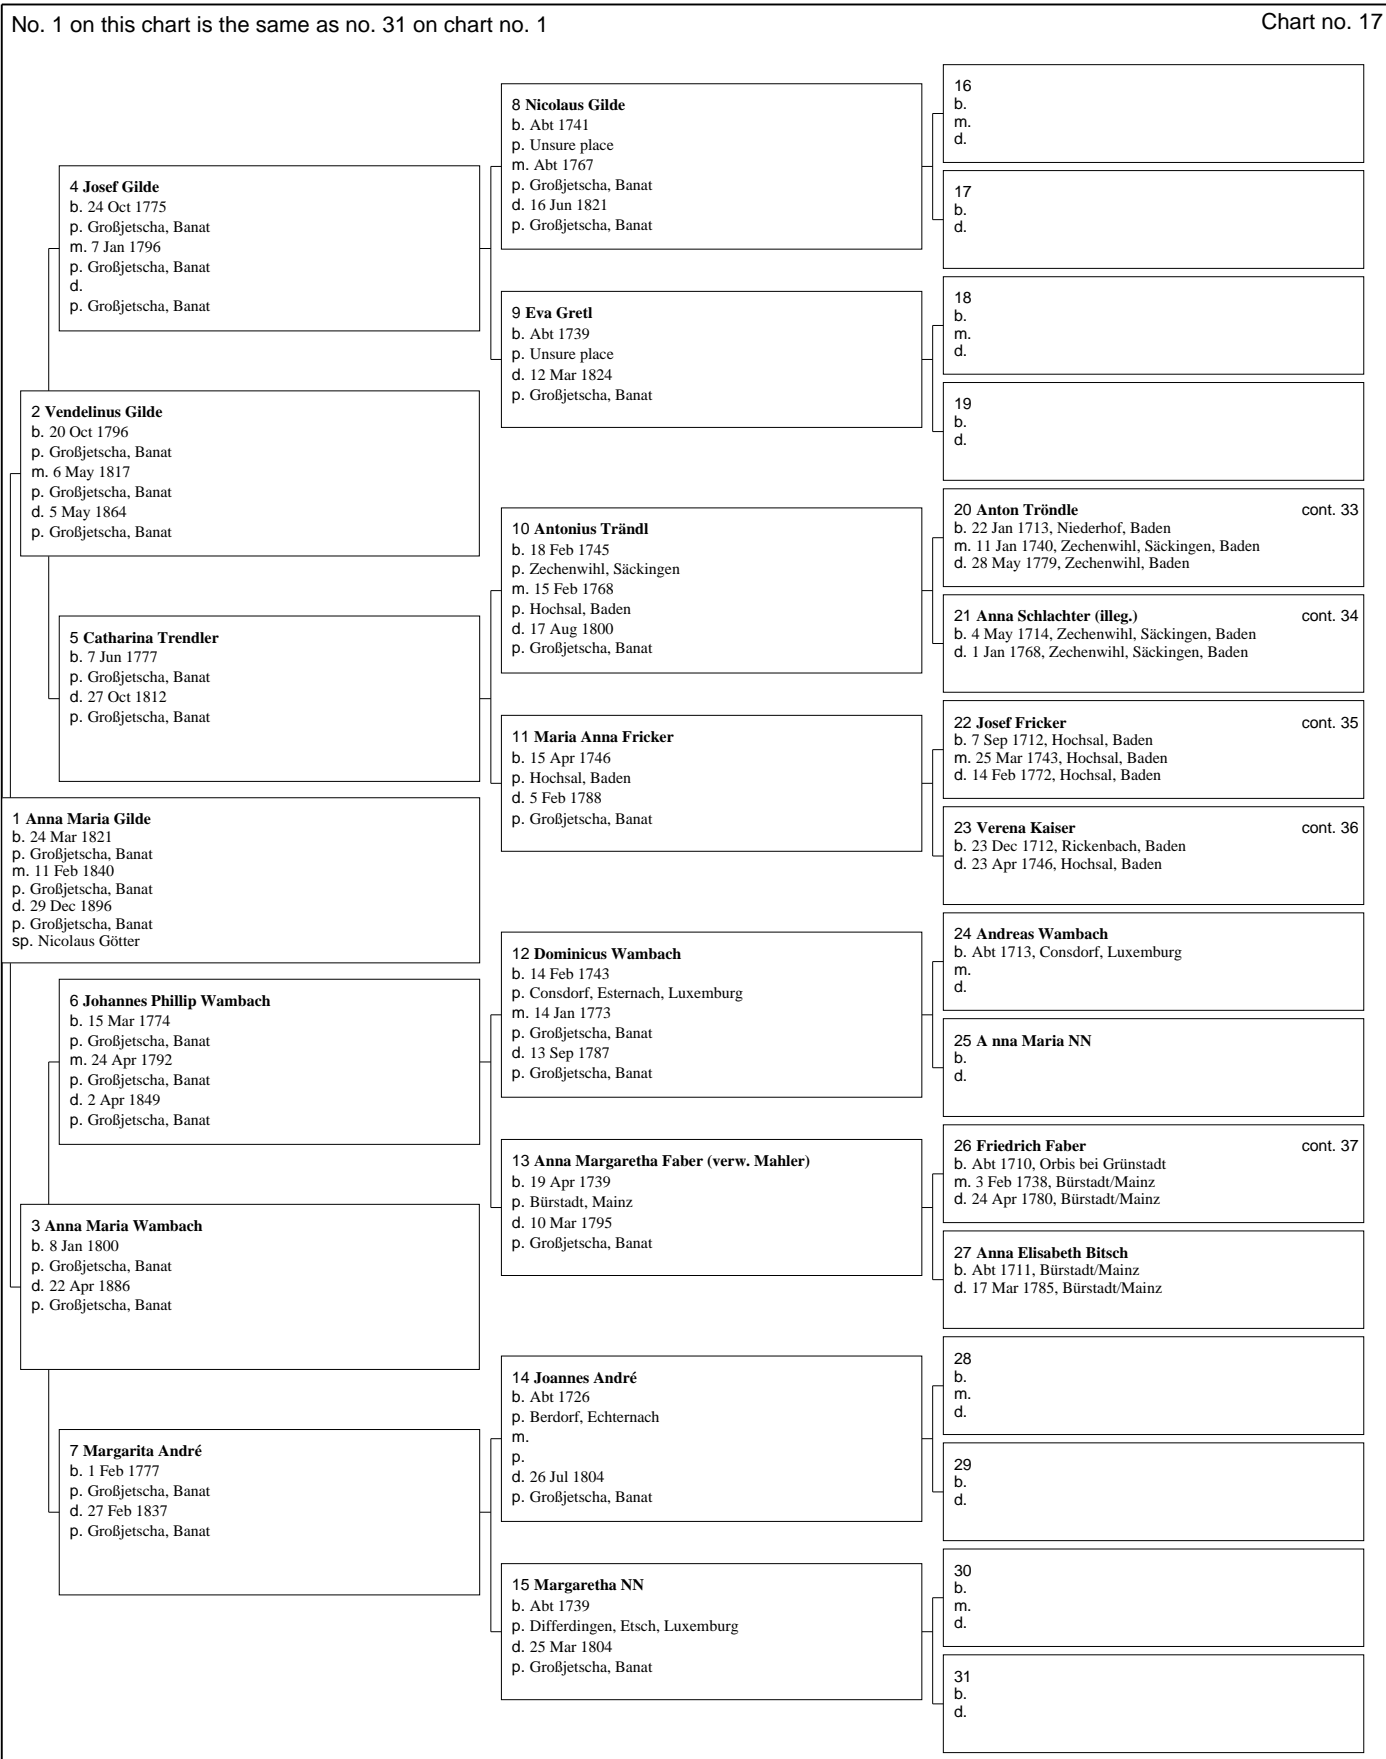 No. 1 on this chart is the same as no. 31 on chart no. 1
Chart no. 17
16
b.
m.
d.
8 Nicolaus Gilde
b. Abt 1741
p. Unsure place
m. Abt 1767
p. Großjetscha, Banat
d. 16 Jun 1821
p. Großjetscha, Banat
17
b.
d.
4 Josef Gilde
b. 24 Oct 1775
p. Großjetscha, Banat
m. 7 Jan 1796
p. Großjetscha, Banat
d.
p. Großjetscha, Banat
18
b.
m.
d.
9 Eva Gretl
b. Abt 1739
p. Unsure place
d. 12 Mar 1824
p. Großjetscha, Banat
19
b.
d.
2 Vendelinus Gilde
b. 20 Oct 1796
p. Großjetscha, Banat
m. 6 May 1817
p. Großjetscha, Banat
d. 5 May 1864
p. Großjetscha, Banat
20 Anton Tröndle cont. 33
b. 22 Jan 1713, Niederhof, Baden
m. 11 Jan 1740, Zechenwihl, Säckingen, Baden
d. 28 May 1779, Zechenwihl, Baden
10 Antonius Trändl
b. 18 Feb 1745
p. Zechenwihl, Säckingen
m. 15 Feb 1768
p. Hochsal, Baden
d. 17 Aug 1800
p. Großjetscha, Banat
21 Anna Schlachter (illeg.) cont. 34
b. 4 May 1714, Zechenwihl, Säckingen, Baden
d. 1 Jan 1768, Zechenwihl, Säckingen, Baden
5 Catharina Trendler
b. 7 Jun 1777
p. Großjetscha, Banat
d. 27 Oct 1812
p. Großjetscha, Banat
22 Josef Fricker cont. 35
b. 7 Sep 1712, Hochsal, Baden
m. 25 Mar 1743, Hochsal, Baden
d. 14 Feb 1772, Hochsal, Baden
11 Maria Anna Fricker
b. 15 Apr 1746
p. Hochsal, Baden
d. 5 Feb 1788
p. Großjetscha, Banat
23 Verena Kaiser cont. 36
b. 23 Dec 1712, Rickenbach, Baden
d. 23 Apr 1746, Hochsal, Baden
1 Anna Maria Gilde
b. 24 Mar 1821
p. Großjetscha, Banat
m. 11 Feb 1840
p. Großjetscha, Banat
d. 29 Dec 1896
p. Großjetscha, Banat
sp. Nicolaus Götter
24 Andreas Wambach
b. Abt 1713, Consdorf, Luxemburg
m.
d.
12 Dominicus Wambach
b. 14 Feb 1743
p. Consdorf, Esternach, Luxemburg
m. 14 Jan 1773
p. Großjetscha, Banat
d. 13 Sep 1787
p. Großjetscha, Banat
25 A nna Maria NN
b.
d.
6 Johannes Phillip Wambach
b. 15 Mar 1774
p. Großjetscha, Banat
m. 24 Apr 1792
p. Großjetscha, Banat
d. 2 Apr 1849
p. Großjetscha, Banat
26 Friedrich Faber cont. 37
b. Abt 1710, Orbis bei Grünstadt
m. 3 Feb 1738, Bürstadt/Mainz
d. 24 Apr 1780, Bürstadt/Mainz
13 Anna Margaretha Faber (verw. Mahler)
b. 19 Apr 1739
p. Bürstadt, Mainz
d. 10 Mar 1795
p. Großjetscha, Banat
27 Anna Elisabeth Bitsch
b. Abt 1711, Bürstadt/Mainz
d. 17 Mar 1785, Bürstadt/Mainz
3 Anna Maria Wambach
b. 8 Jan 1800
p. Großjetscha, Banat
d. 22 Apr 1886
p. Großjetscha, Banat
28
b.
m.
d.
14 Joannes André
b. Abt 1726
p. Berdorf, Echternach
m.
p.
d. 26 Jul 1804
p. Großjetscha, Banat
29
b.
d.
7 Margarita André
b. 1 Feb 1777
p. Großjetscha, Banat
d. 27 Feb 1837
p. Großjetscha, Banat
30
b.
m.
d.
15 Margaretha NN
b. Abt 1739
p. Differdingen, Etsch, Luxemburg
d. 25 Mar 1804
p. Großjetscha, Banat
31
b.
d.